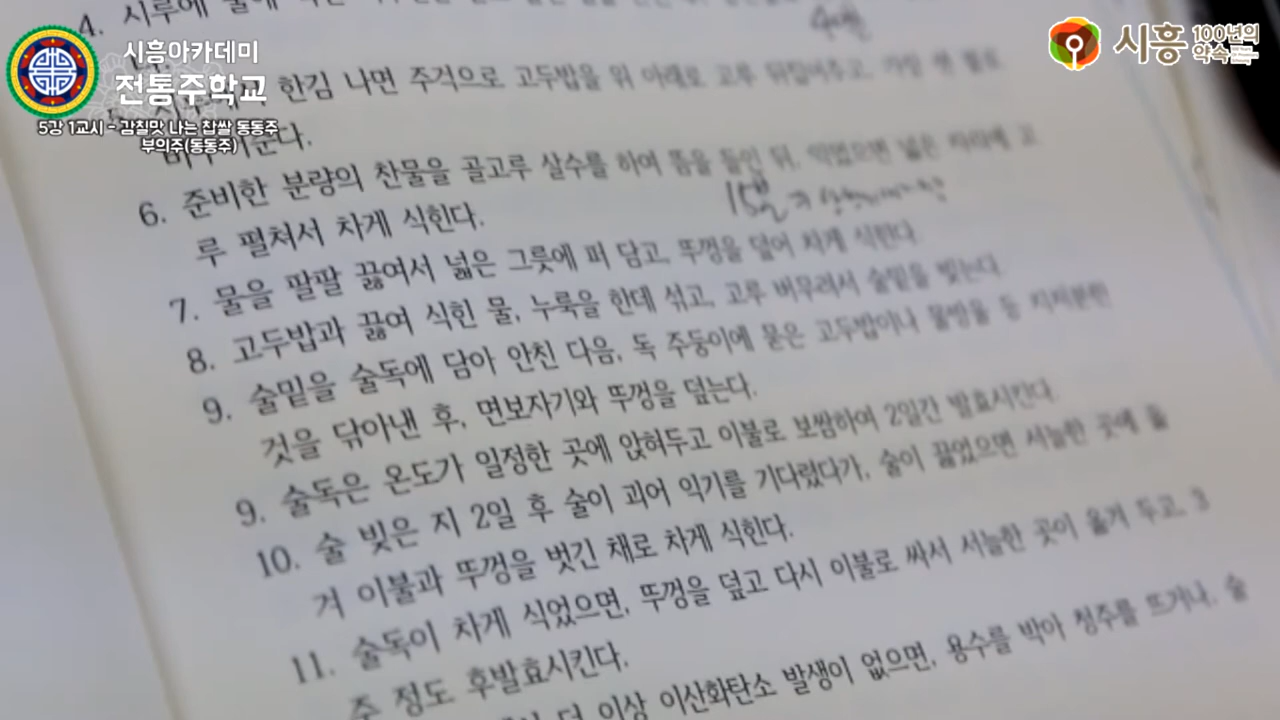 시흥아카데미
전통주학교
5강 1교시 - 감칠맛 나는 찹쌀 동동주
부의주(동동주)
시흥 100년의
약속
4. 시루에
한김 나면 주걱으로 고두밥을 위 아래로
6. 준비한 분량의 찬물을 골고루 살수를 하여 뜸을 들인 뒤, 익었으면 넓은 자리에 고
루 펼쳐서 차게 식힌다.
7. 물을 팔팔 끓여서 넓은 그릇에 퍼 담고, 뚜껑을 덮어 차게 식힌다.
8. 고두밥과 끓여 식힌 물, 누룩을 한데 섞고, 고루 버무려서 술밑을 빚는다.
9. 술밑을 술독에 담아 안친 다음, 독 주둥이에 묻은 고두밥이나 물방울 등 지저분한
것을 닦아낸 후, 면보자기와 뚜껑을 덮는다.
9. 술독은 온도가 일정한 곳에 앉혀두고 이불로 보쌈하여 2일간 발효시킨다.
10. 술 빚은 지 2일 후 술이 괴어 익기를 기다렸다가, 술이 끓었으면 서늘한 곳에 옮
겨 이불과 뚜껑을 벗긴 채로 차게 식힌다.
11. 술독이 차게 식었으면, 뚜껑을 덮고 다시 이불로 싸서 서늘한 곳이 옮겨 두고, 3
주 정도 후발효시킨다.
더 이상 이산화탄소 발생이 없으면, 용수를 박아 청주를 뜨거나, 술